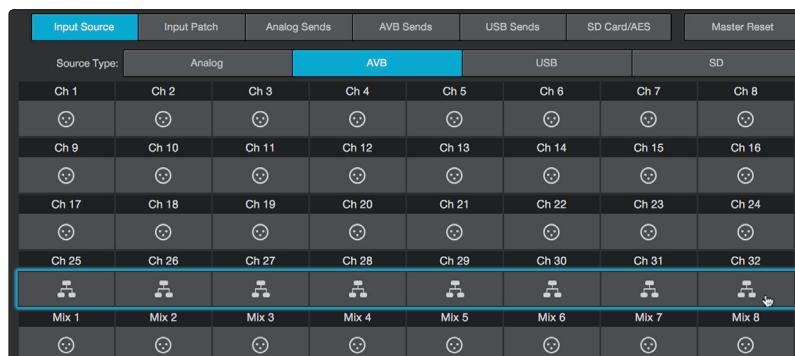 Input Source Input Patch Analog Sends AVB Sends USB Sends SD Card/AES Master Reset
Source Type: Analog AVB USB SD
Ch 1 Ch 2 Ch 3 Ch 4 Ch 5 Ch 6 Ch 7 Ch 8
Ch 9 Ch 10 Ch 11 Ch 12 Ch 13 Ch 14 Ch 15 Ch 16
Ch 17 Ch 18 Ch 19 Ch 20 Ch 21 Ch 22 Ch 23 Ch 24
Ch 25 Ch 26 Ch 27 Ch 28 Ch 29 Ch 30 Ch 31 Ch 32
Mix 1 Mix 2 Mix 3 Mix 4 Mix 5 Mix 6 Mix 7 Mix 8